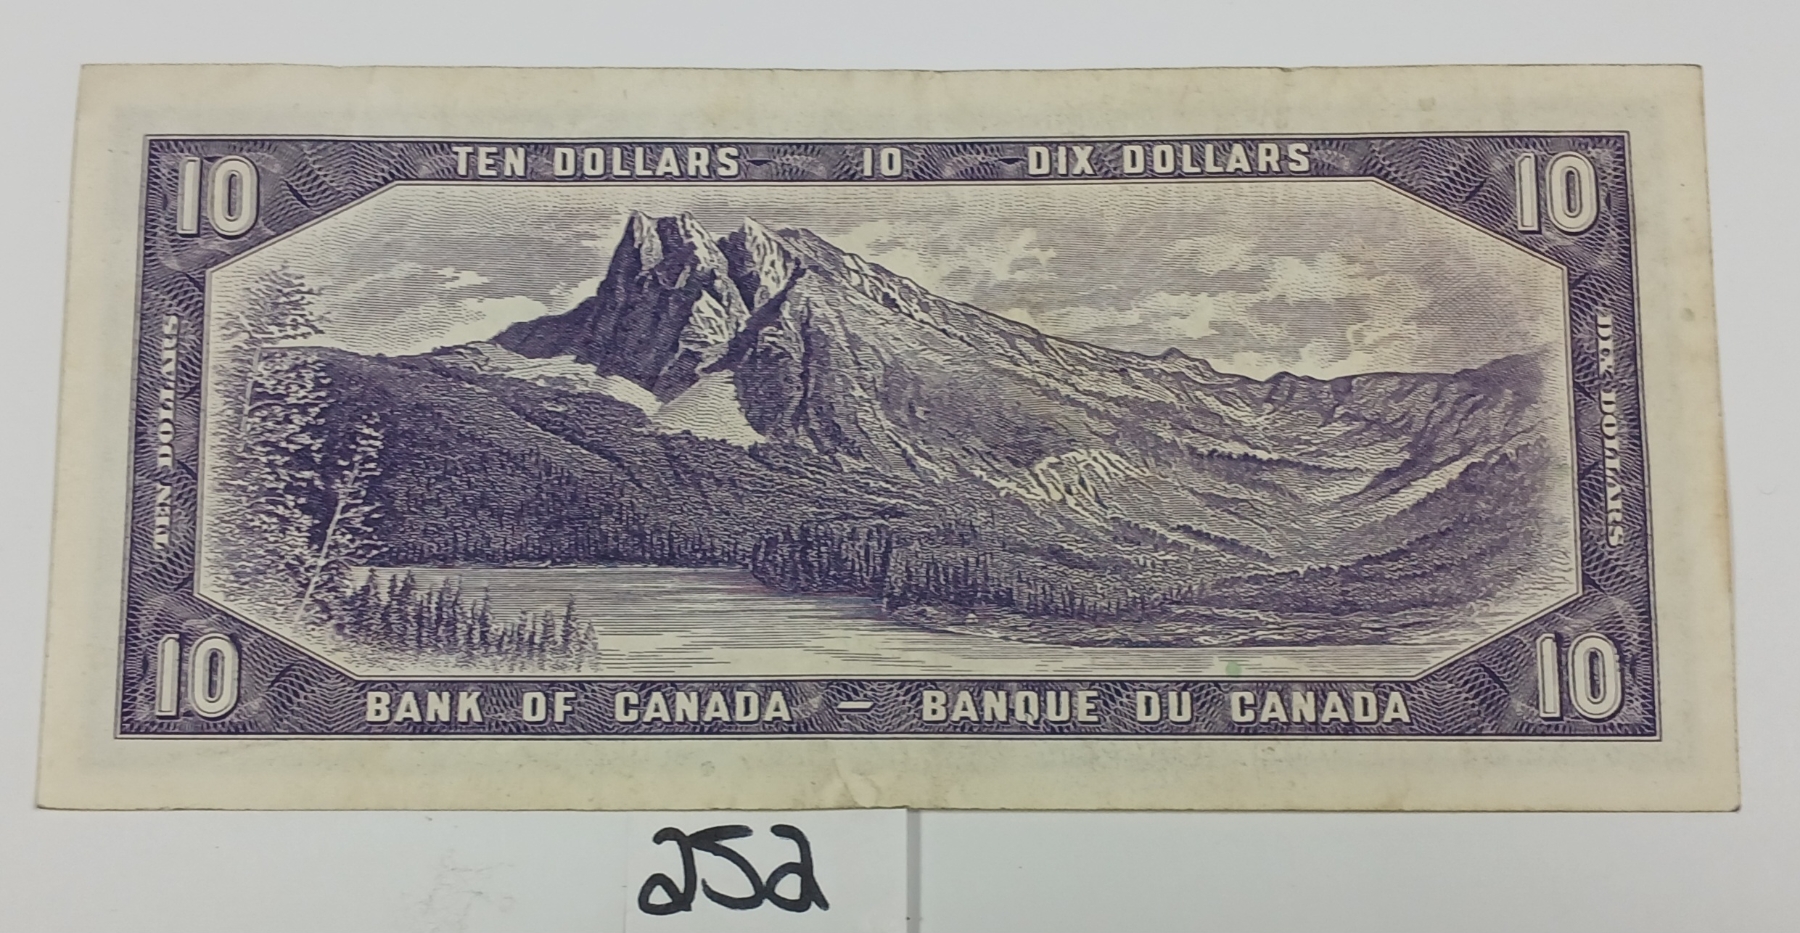 TEN DOLLARS 10 DIX DOLLARS
10 10
TEN DOLLARS
DIX DOLLARS
10 10
BANK OF CANADA — BANQUE DU CANADA
252